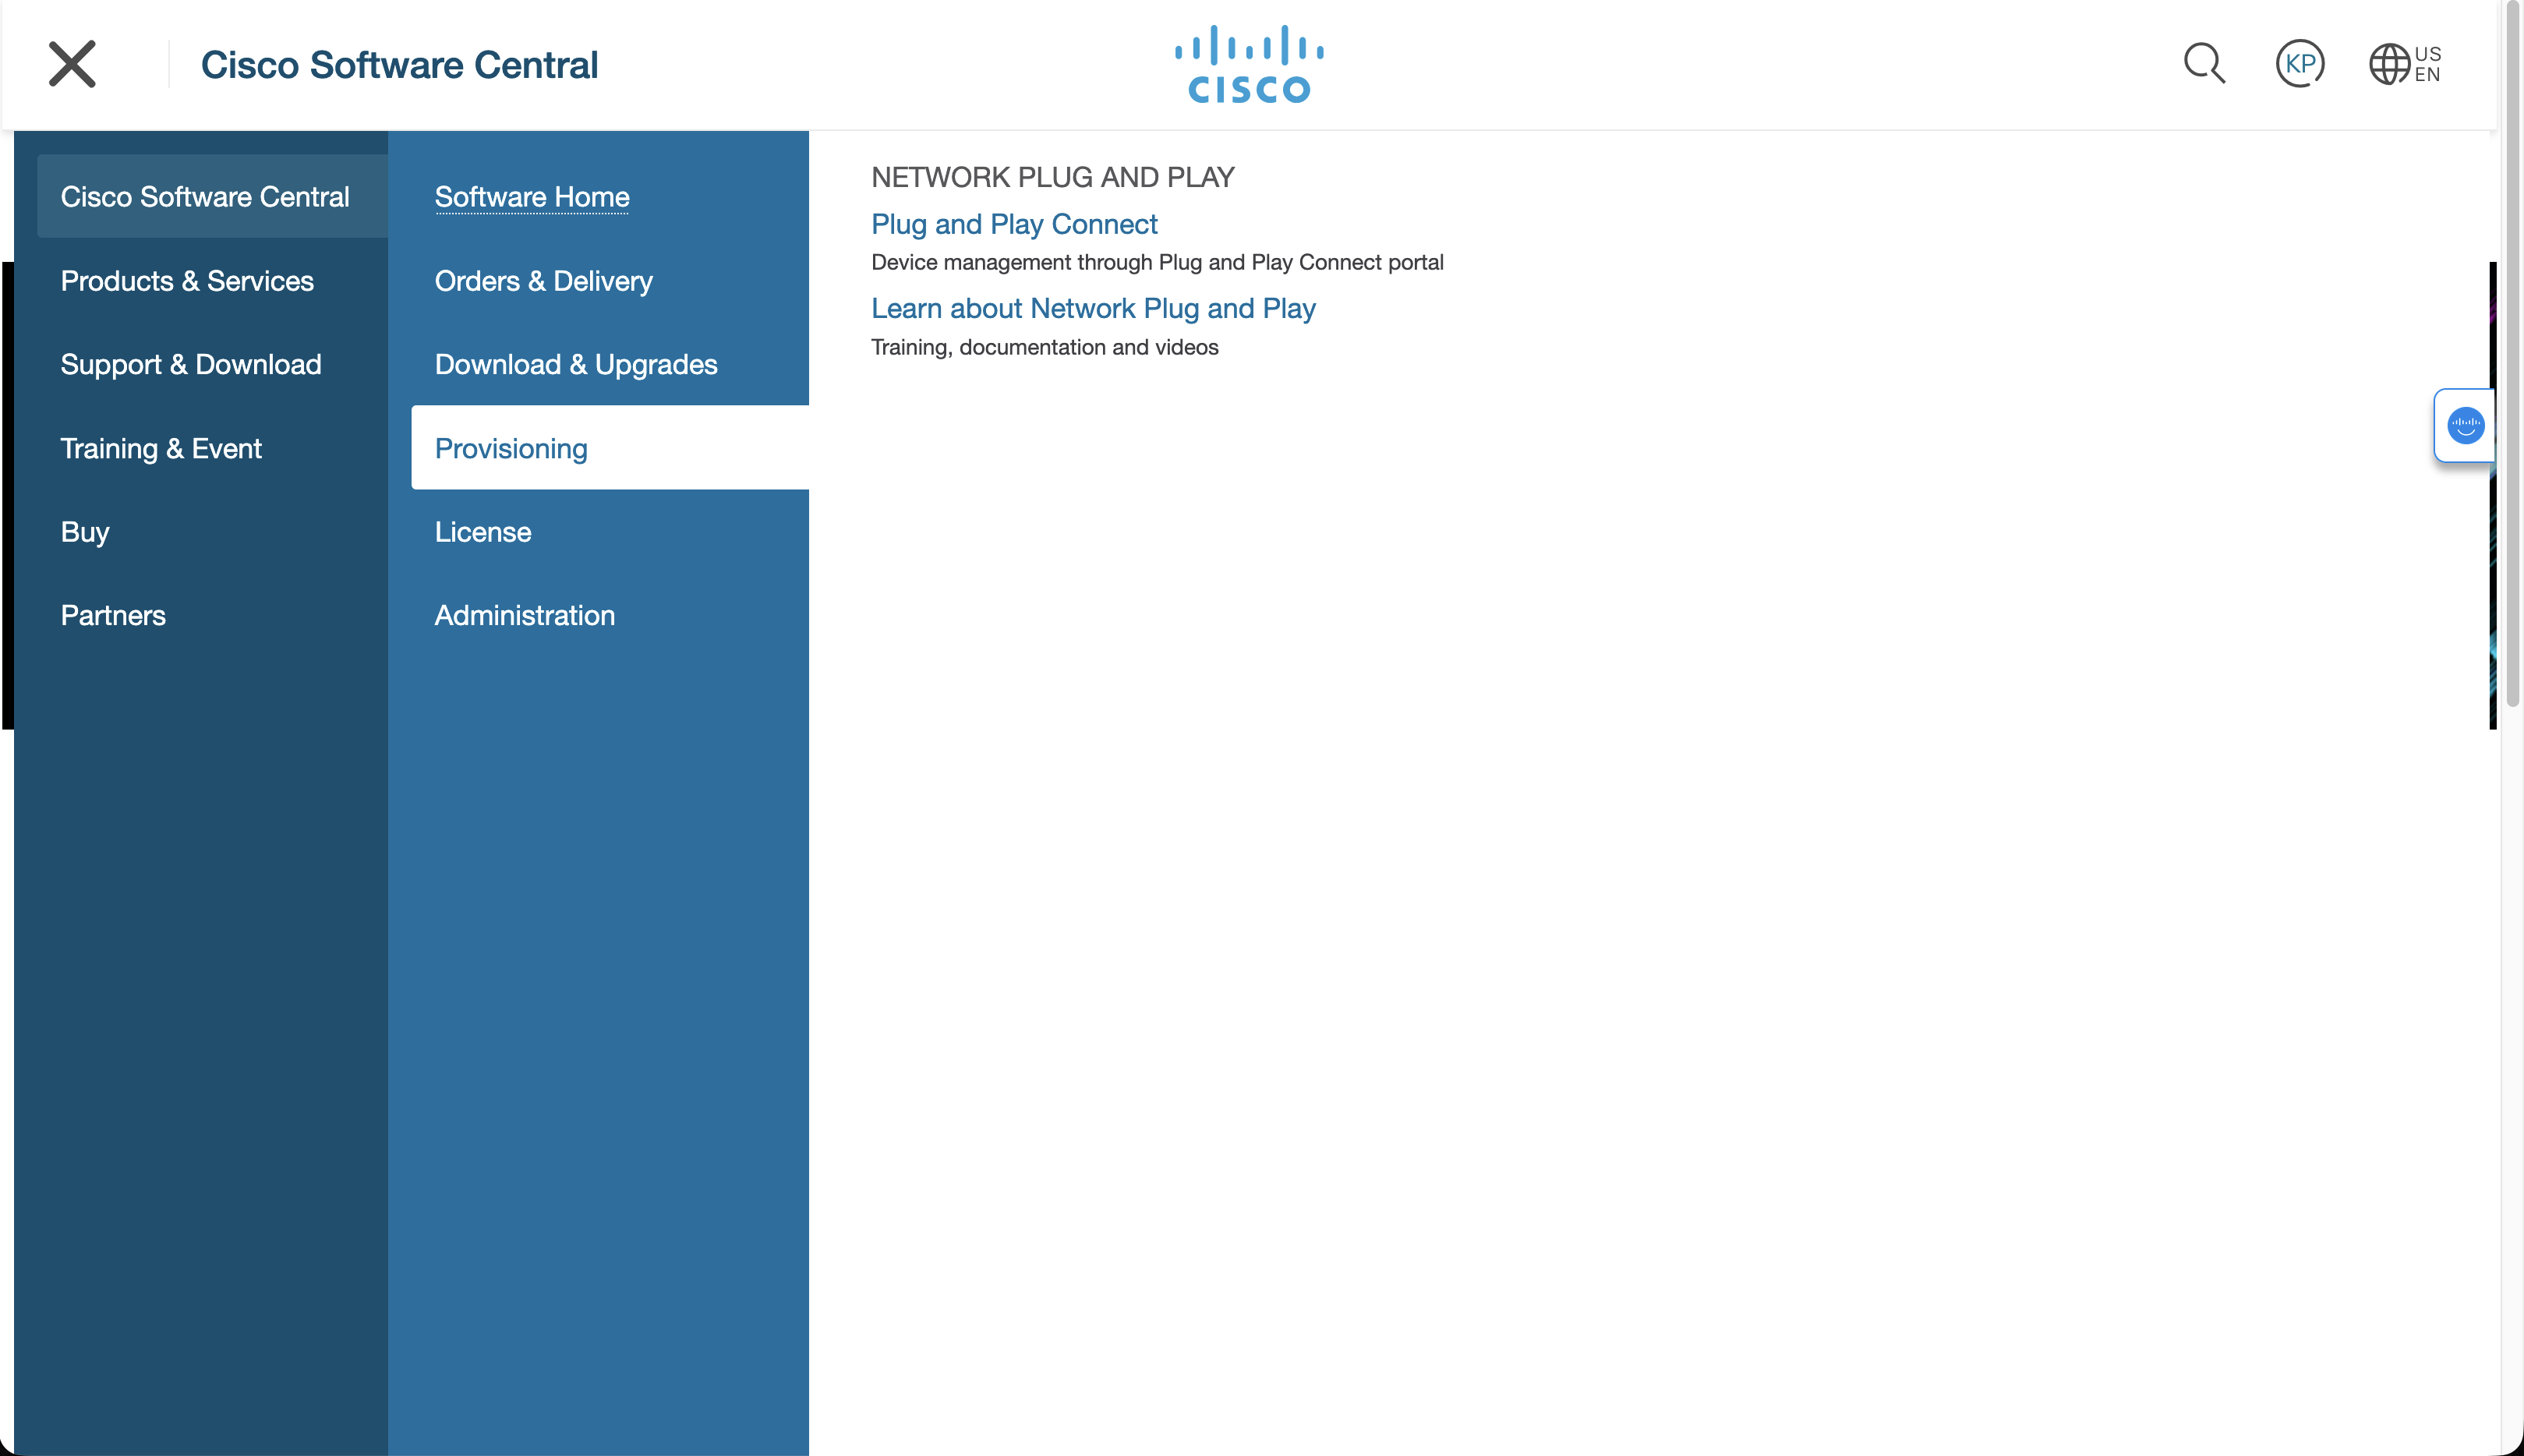 Cisco Software Central
CISCO
KP
US
EN
Cisco Software Central
Products & Services
Support & Download
Training & Event
Buy
Partners
Software Home
Orders & Delivery
Download & Upgrades
Provisioning
License
Administration
NETWORK PLUG AND PLAY
Plug and Play Connect
Device management through Plug and Play Connect portal
Learn about Network Plug and Play
Training, documentation and videos